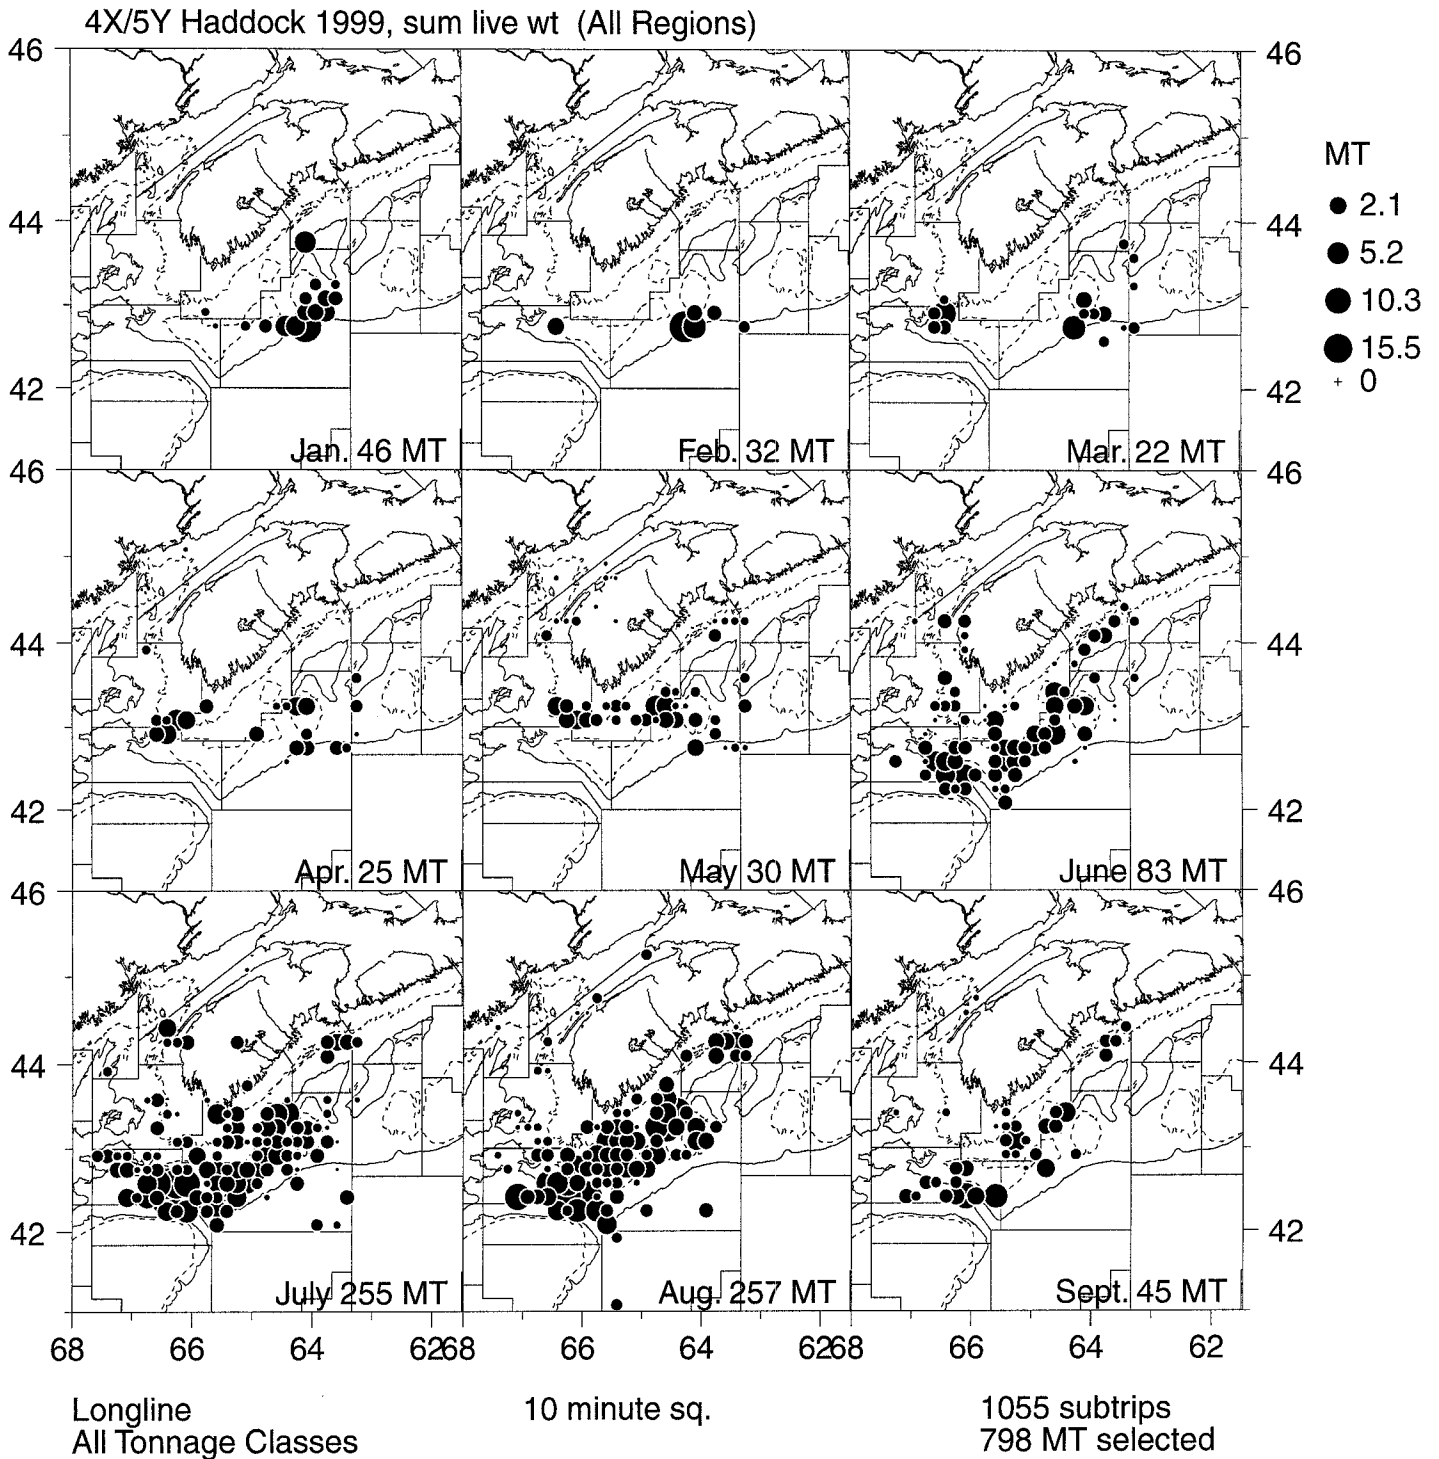 4X/5Y Haddock 1999, sum live wt (All Regions)
46
44
42
46
44
42
46
44
42
46
44
42
46
44
42
46
44
42
MT
2.1
5.2
10.3
15.5
+ 0
Jan. 46 MT
Feb. 32 MT
Mar. 22 MT
Apr. 25 MT
May 30 MT
June 83 MT
July 255 MT
Aug. 257 MT
Sept. 45 MT
68 66 64 62
68 66 64 62
68 66 64 62
Longline
All Tonnage Classes
10 minute sq.
1055 subtrips
798 MT selected